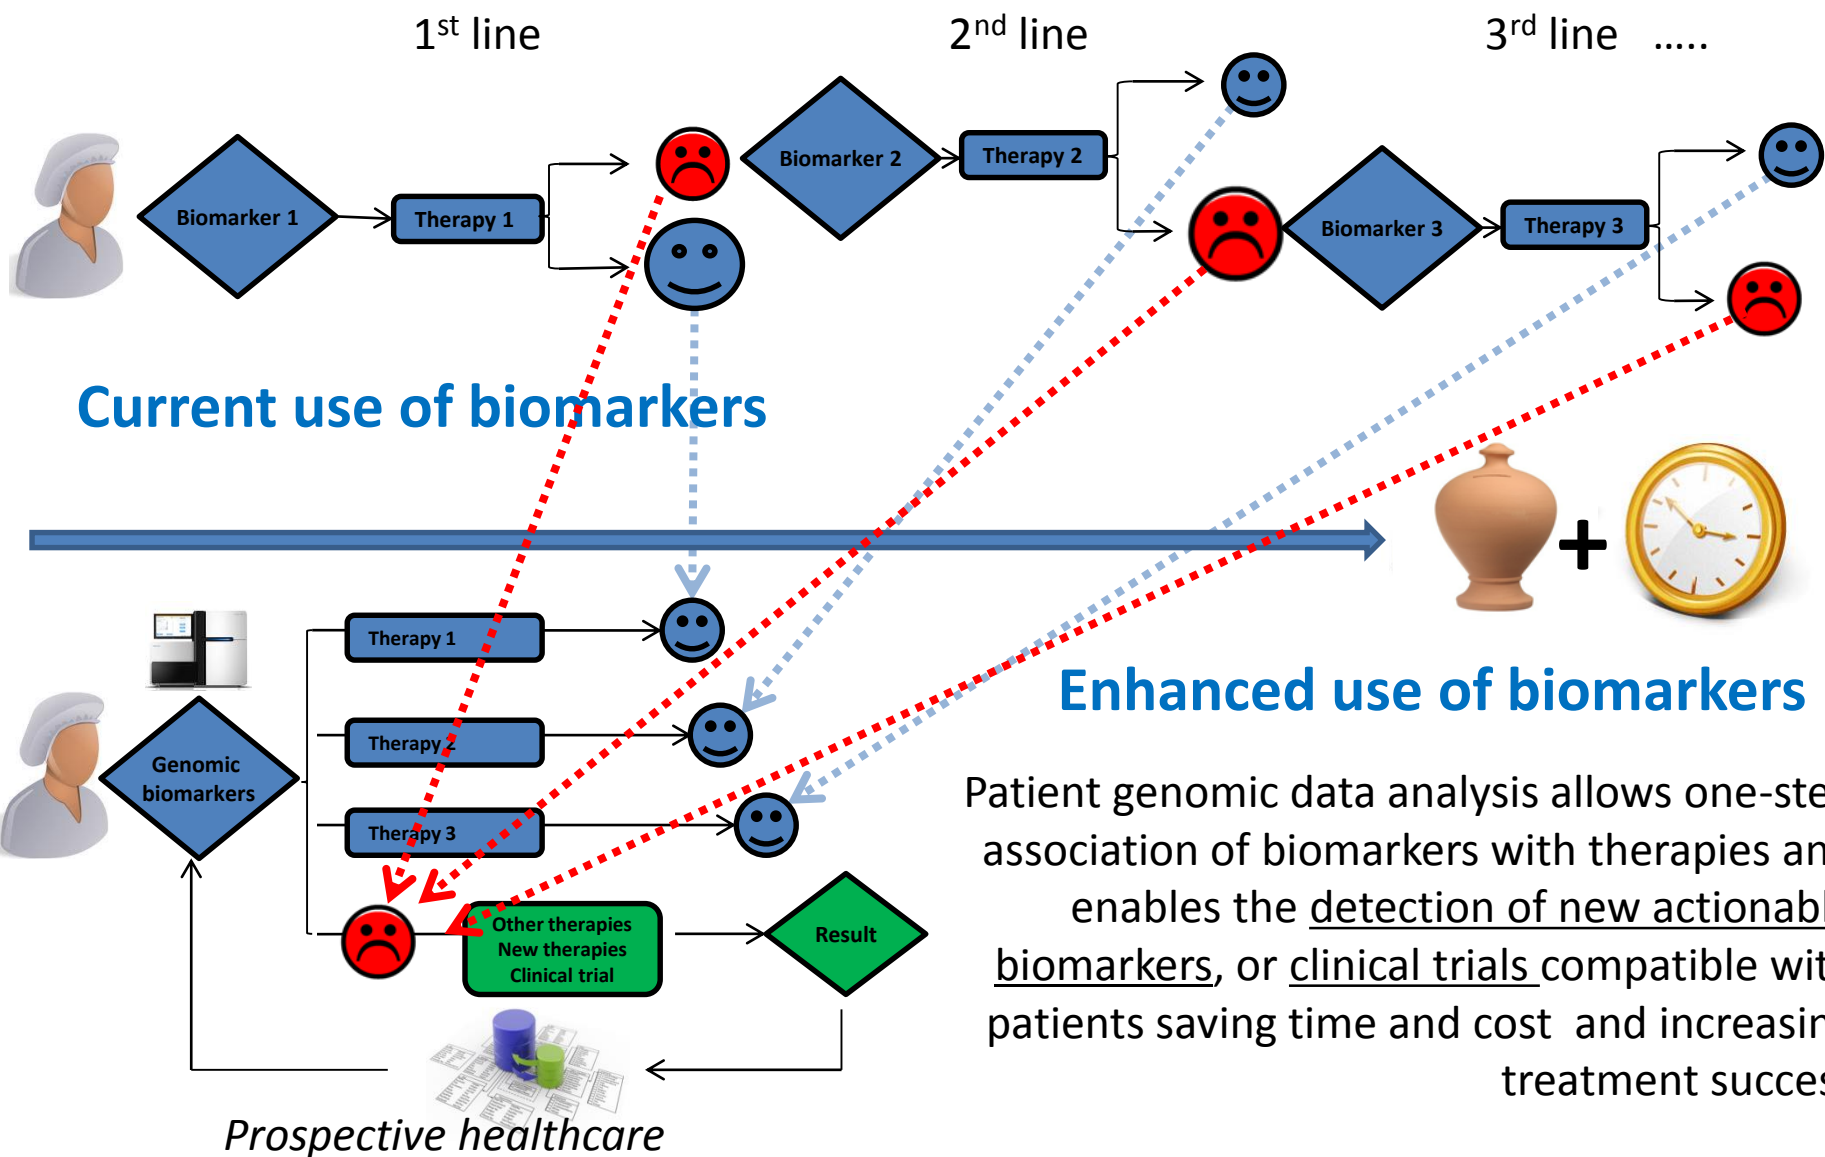 1st line
2nd line
3rd line .....
Biomarker 1
Therapy 1
Biomarker 2
Therapy 2
Biomarker 3
Therapy 3
Current use of biomarkers
+
Enhanced use of biomarkers
Genomic
biomarkers
Therapy 1
Therapy 2
Therapy 3
Other therapies
New therapies
Clinical trial
Result
Patient genomic data analysis allows one-ste
association of biomarkers with therapies an
enables the detection of new actionabl
biomarkers, or clinical trials compatible wit
patients saving time and cost and increasin
treatment succes
Prospective healthcare